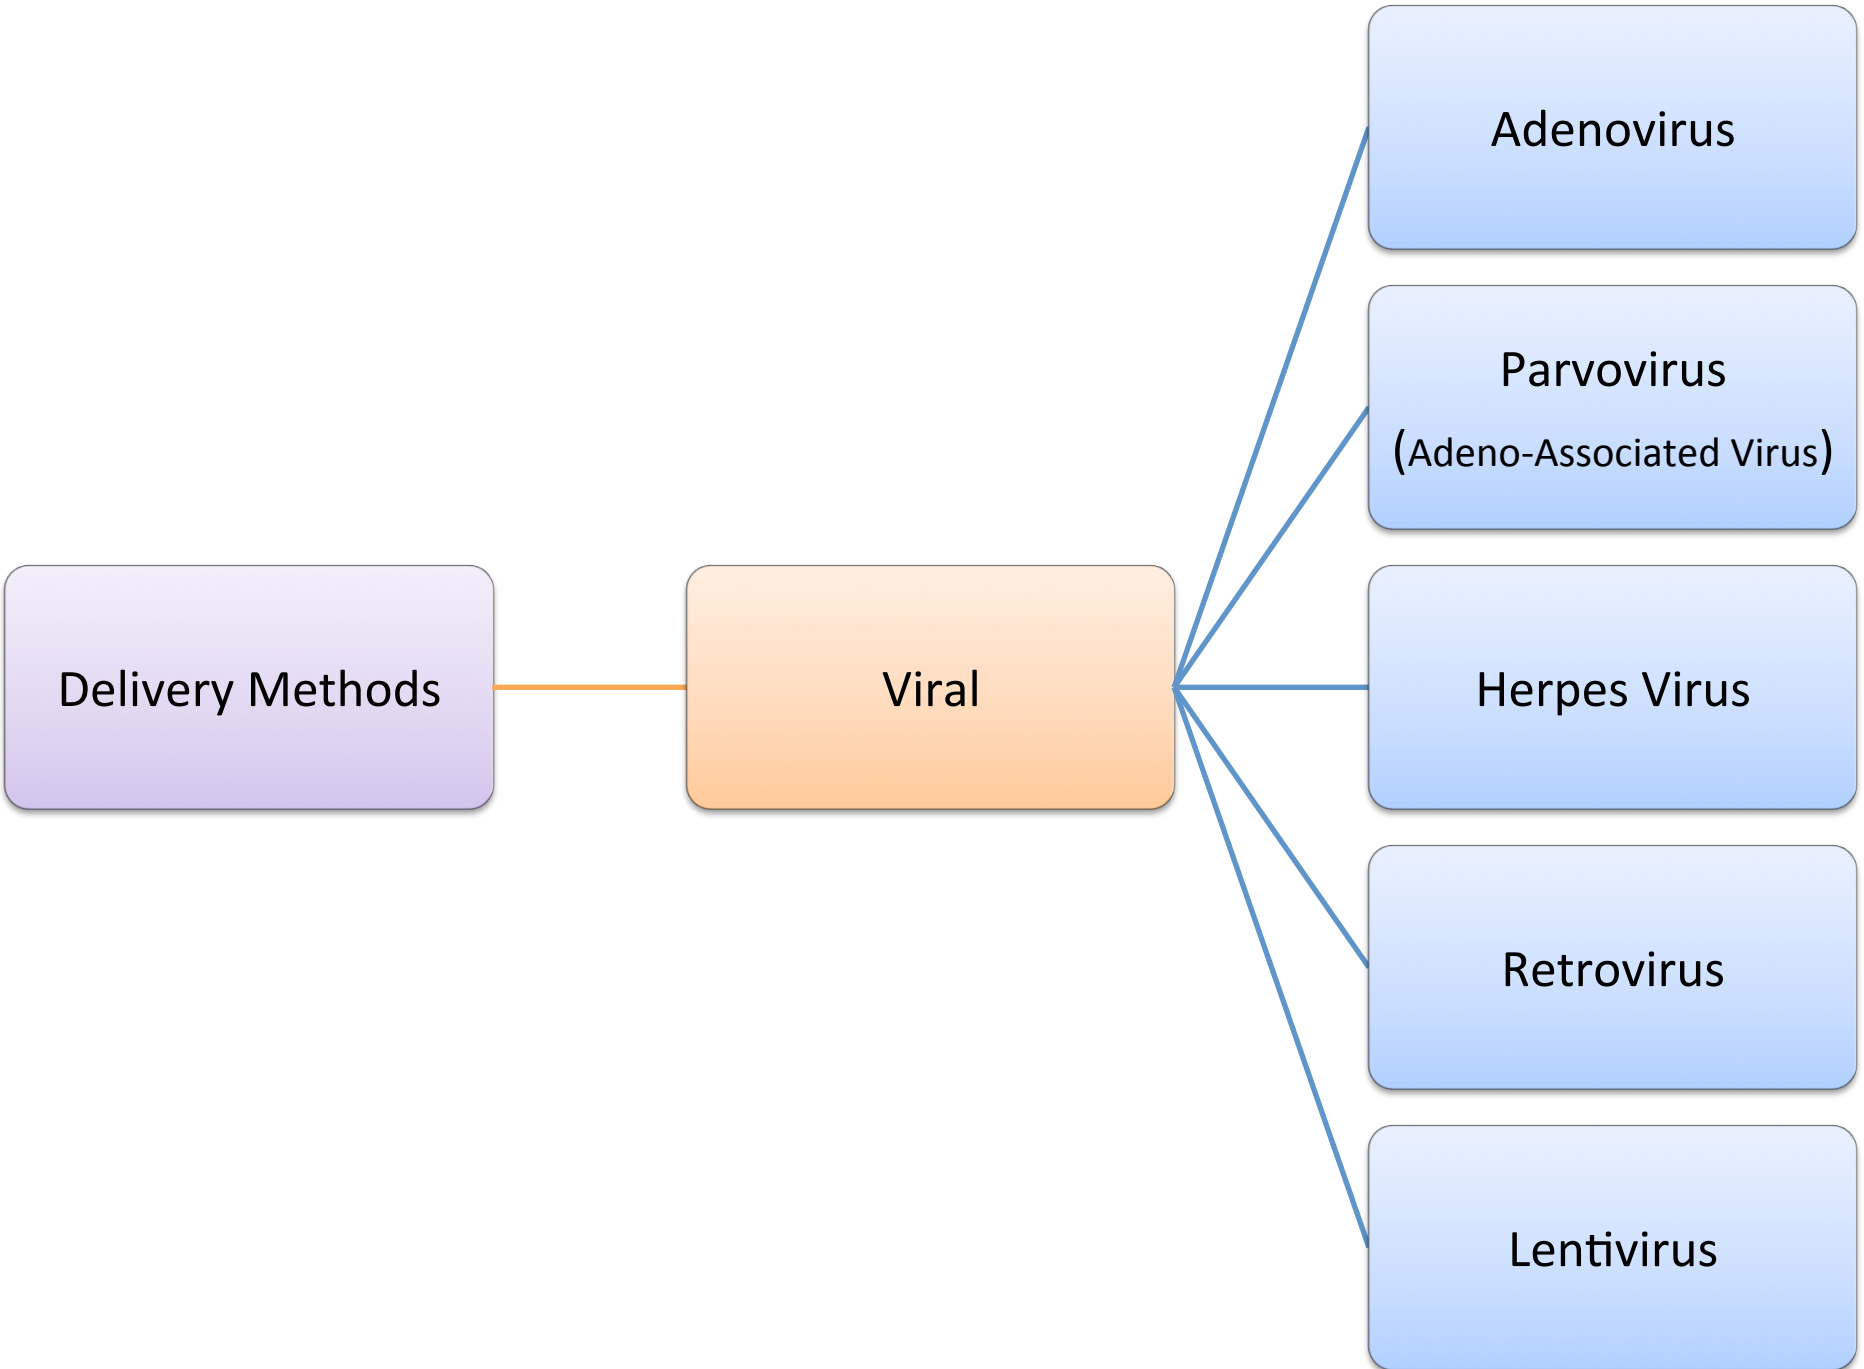 Delivery Methods
Viral
Adenovirus
Parvovirus
(Adeno-Associated Virus)
Herpes Virus
Retrovirus
Lentivirus